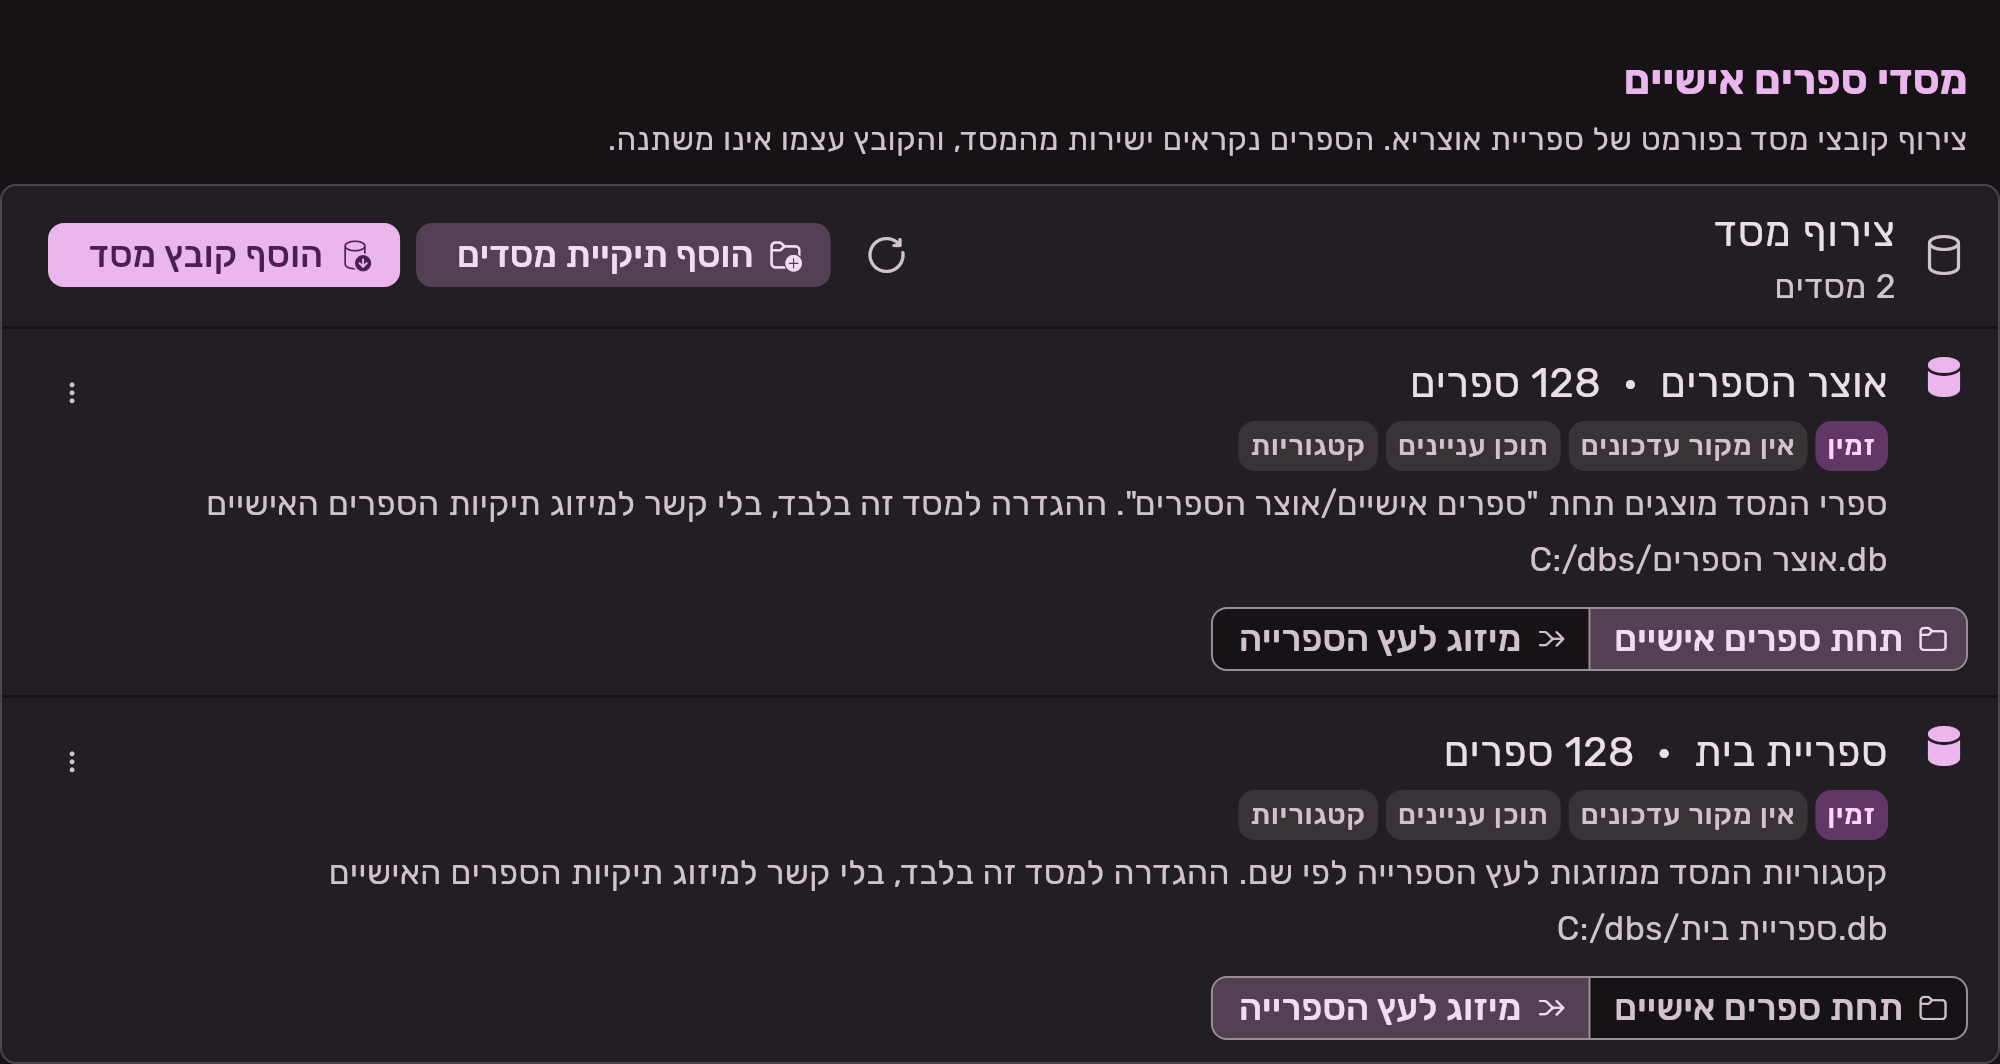 מסדי ספרים אישיים
צירוף קובצי מסד בפורמט של ספריית אוצריא. הספרים נקראים ישירות מהמסד, והקובץ עצמו אינו משתנה.
צירוף מסד
2 מסדים
הוסף תיקיית מסדים
הוסף קובץ מסד
אוצר הספרים • 128 ספרים
זמין אין מקור עדכונים תוכן עניינים קטגוריות
ספרי המסד מוצגים תחת "ספרים אישיים/אוצר הספרים". ההגדרה למסד זה בלבד, בלי קשר למיזוג תיקיות הספרים האישיים
C:/dbs/אוצר הספרים.db
תחת ספרים אישיים מיזוג לעץ הספרייה
ספריית בית • 128 ספרים
זמין אין מקור עדכונים תוכן עניינים קטגוריות
קטגוריות המסד ממוזגות לעץ הספרייה לפי שם. ההגדרה למסד זה בלבד, בלי קשר למיזוג תיקיות הספרים האישיים
C:/dbs/ספריית בית.db
תחת ספרים אישיים מיזוג לעץ הספרייה